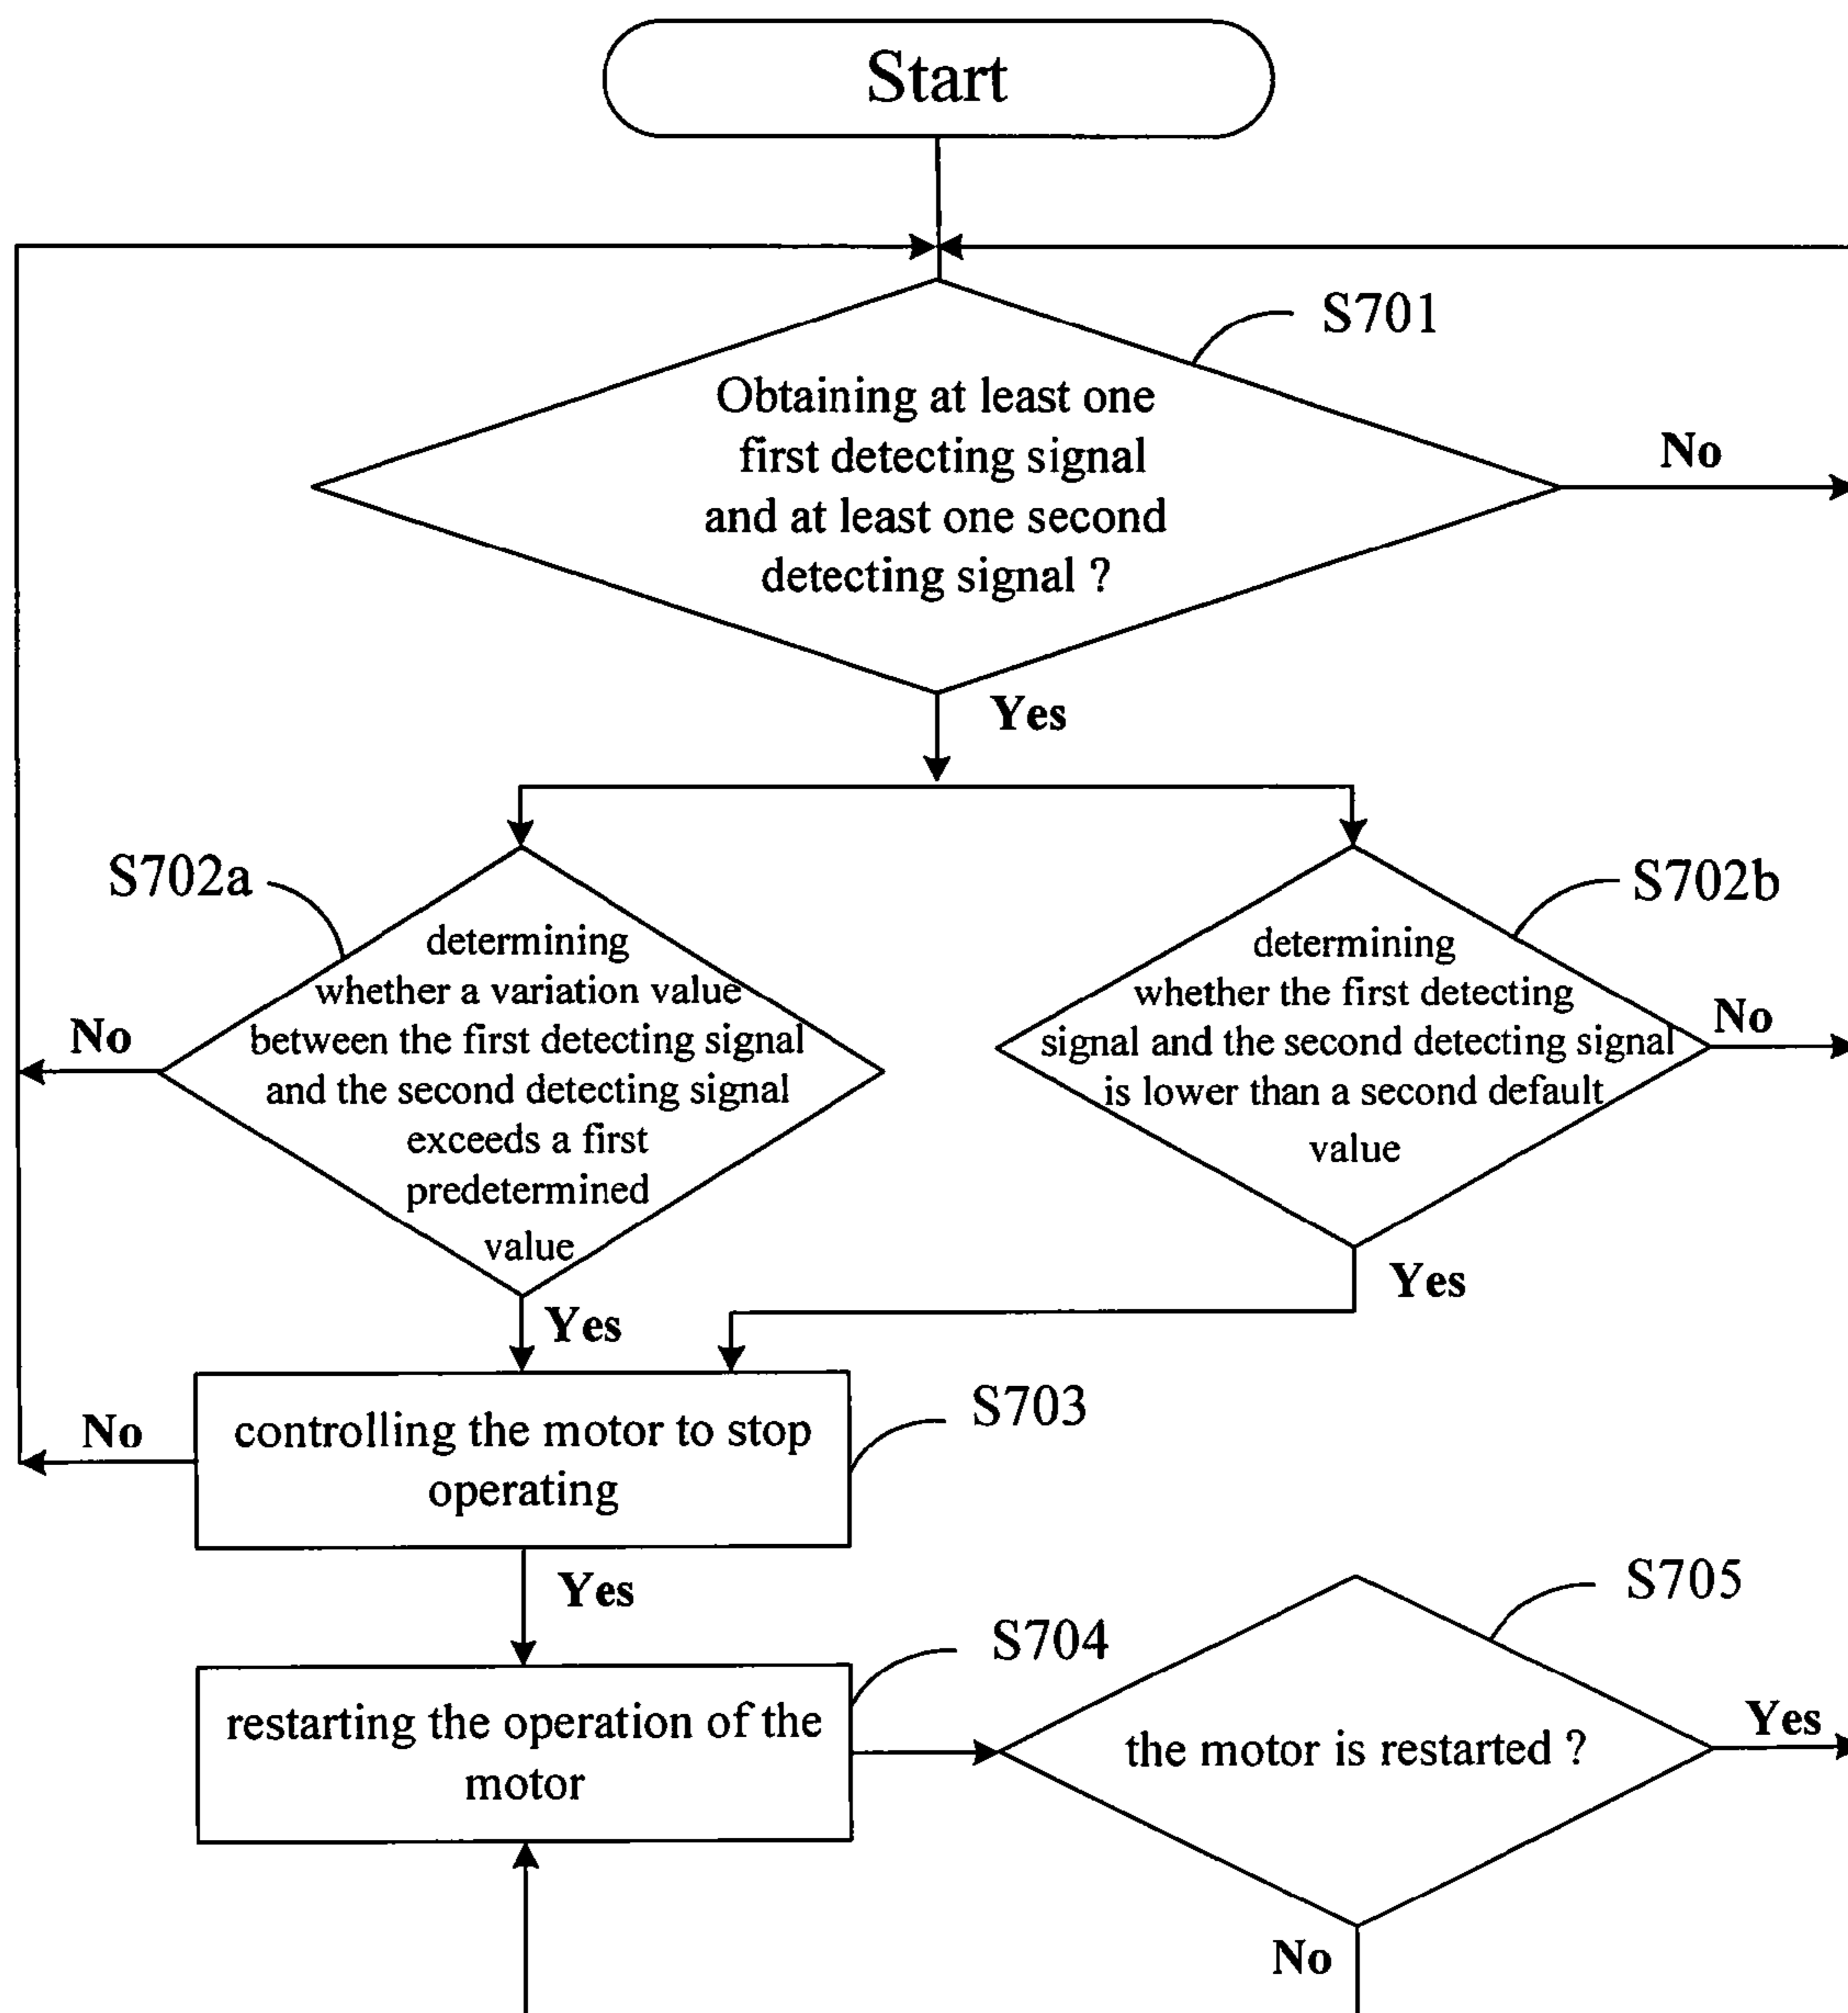 Start
S701
Obtaining at least one
first detecting signal
and at least one second
detecting signal ?
No
Yes
S702a
determining
whether a variation value
between the first detecting signal
and the second detecting signal
exceeds a first
predetermined
value
No
Yes
S702b
determining
whether the first detecting
signal and the second detecting signal
is lower than a second default
value
No
Yes
controlling the motor to stop
operating
S703
No
Yes
restarting the operation of the
motor
S704
S705
the motor is restarted ?
Yes
No